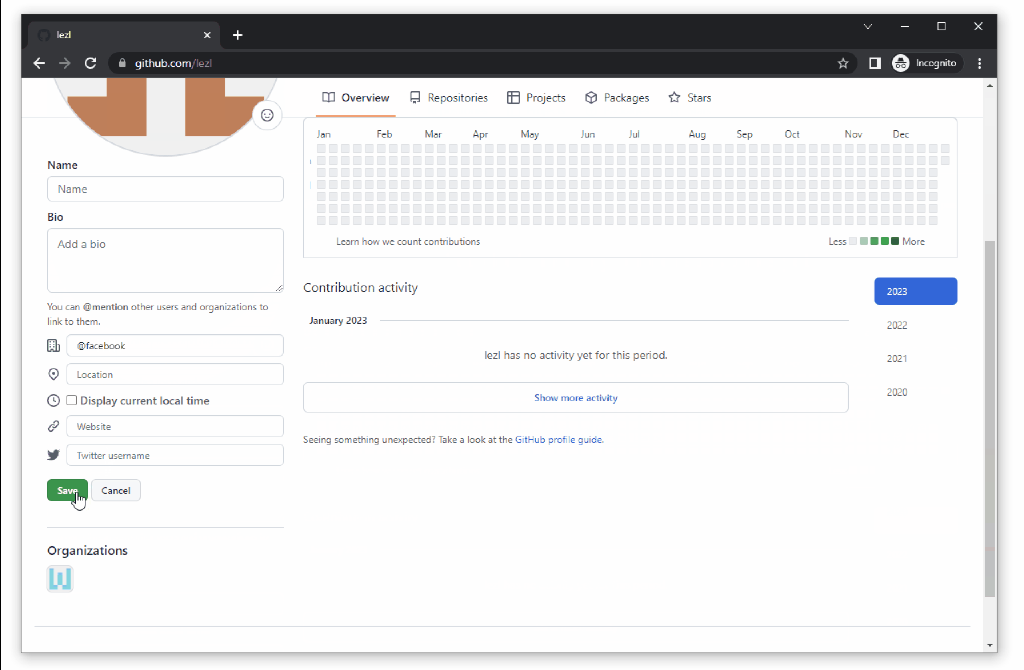 lezl
github.com/lezl
Incognito
Overview Repositories Projects Packages Stars
Jan Feb Mar Apr May Jun Jul Aug Sep Oct Nov Dec
Learn how we count contributions
Less More
Name
Name
Bio
Add a bio
You can @mention other users and organizations to
link to them.
@facebook
Location
Display current local time
Website
Twitter username
Save Cancel
Organizations
Contribution activity
January 2023
lezl has no activity yet for this period.
Show more activity
Seeing something unexpected? Take a look at the GitHub profile guide.
2023
2022
2021
2020